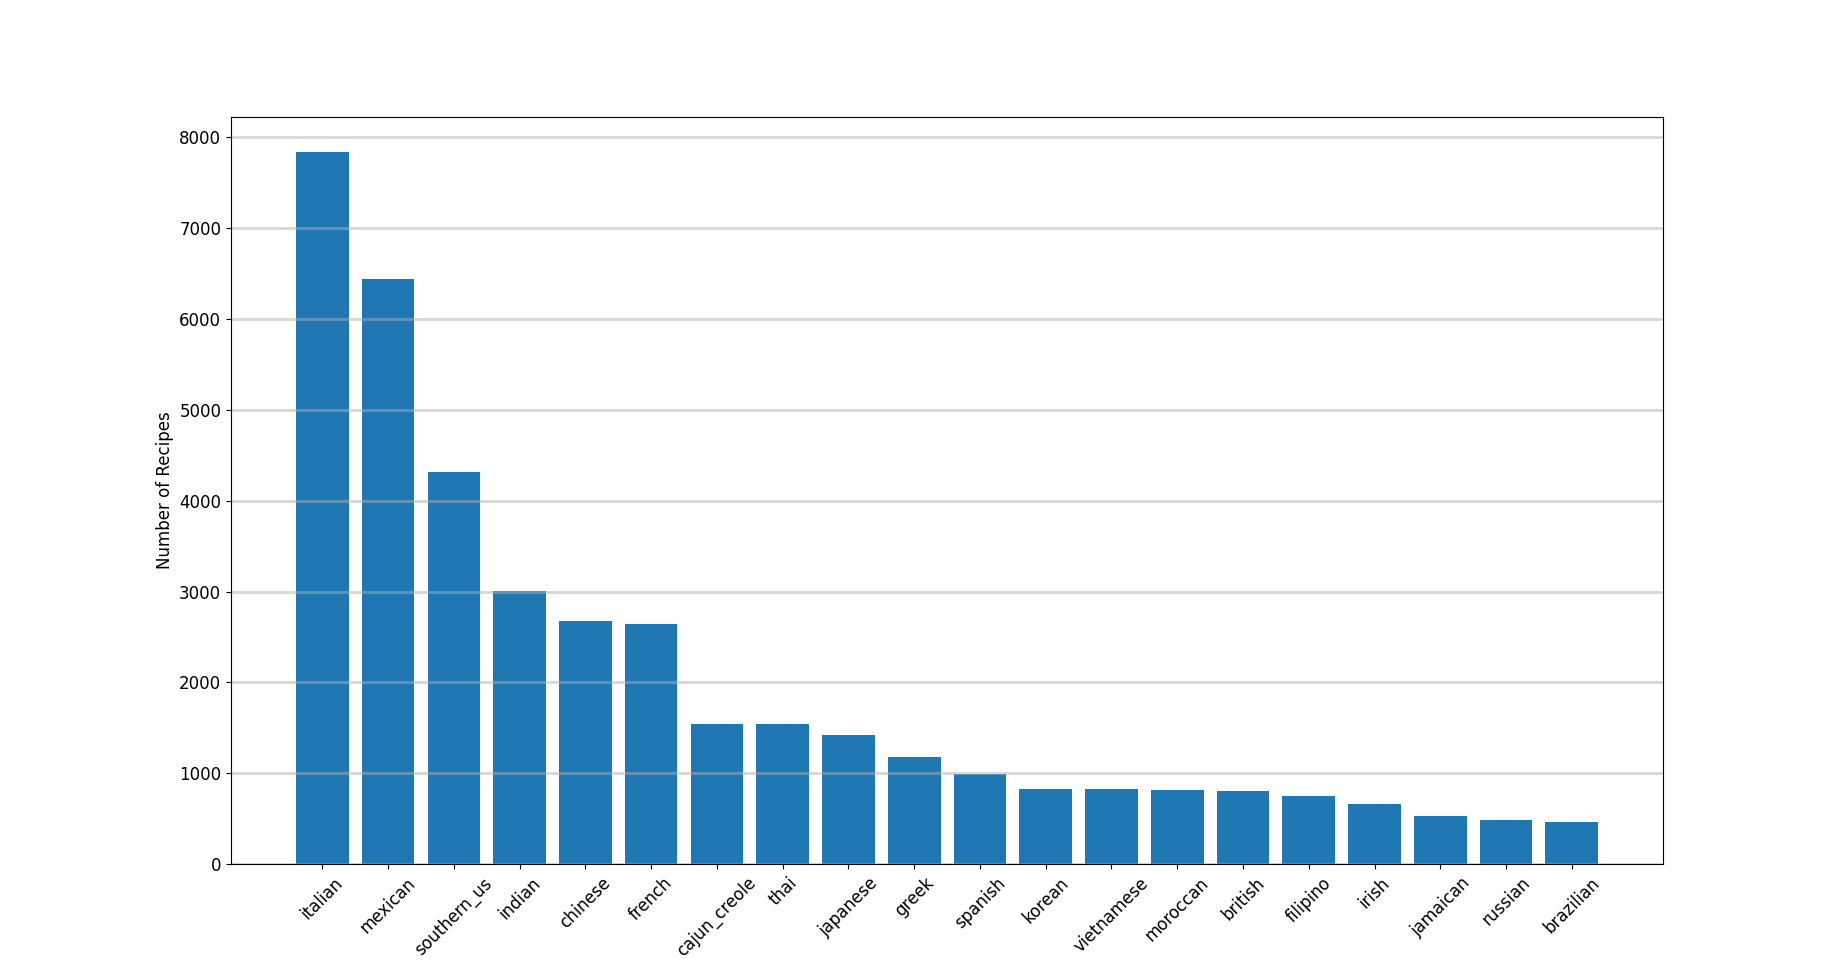 8000
7000
6000
5000
4000
3000
2000
1000
0
Number of Recipes
italian
mexican
southern_us
indian
chinese
french
cajun_creole
thai
japanese
greek
spanish
korean
vietnamese
moroccan
british
filipino
irish
jamaican
russian
brazilian